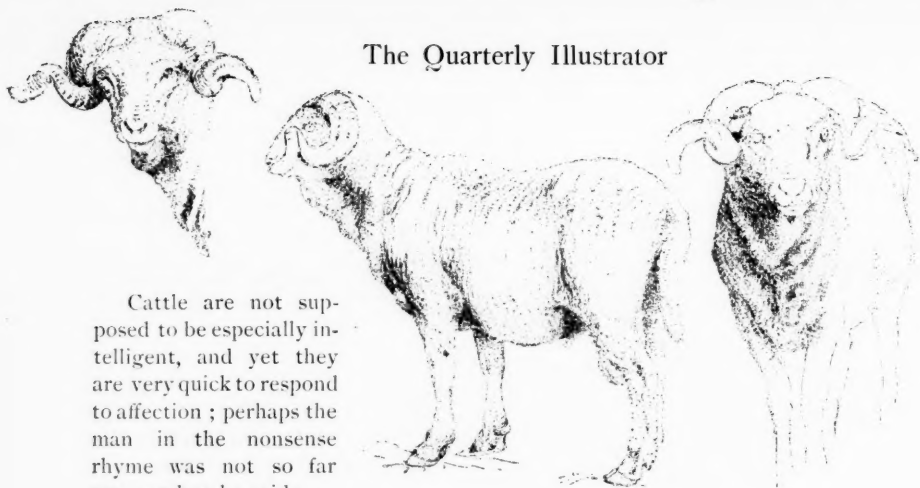 The Quarterly Illustrator
Cattle are not sup-
posed to be especially in-
telligent, and yet they
are very quick to respond
to affection ; perhaps the
man in the nonsense
rhyme was not so far